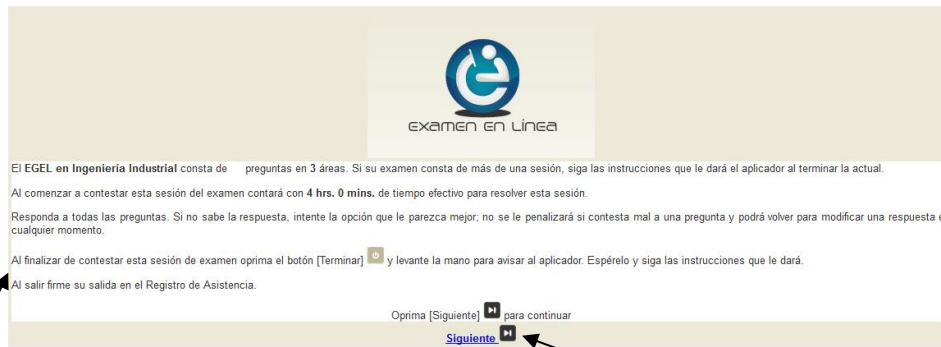 EXAMEN EN LÍNEA
El EGEL en Ingeniería Industrial consta de preguntas en 3 áreas. Si su examen consta de más de una sesión, siga las instrucciones que le dará el aplicador al terminar la actual.
Al comenzar a contestar esta sesión del examen contará con 4 hrs. 0 mins. de tiempo efectivo para resolver esta sesión.
Responda a todas las preguntas. Si no sabe la respuesta, intente la opción que le parezca mejor; no se le penalizará si contesta mal a una pregunta y podrá volver para modificar una respuesta e
cualquier momento.
Al finalizar de contestar esta sesión de examen oprima el botón [Terminar] y levante la mano para avisar al aplicador. Espérelo y siga las instrucciones que le dará.
Al salir firme su salida en el Registro de Asistencia.
Oprima [Siguiente] para continuar
Siguiente